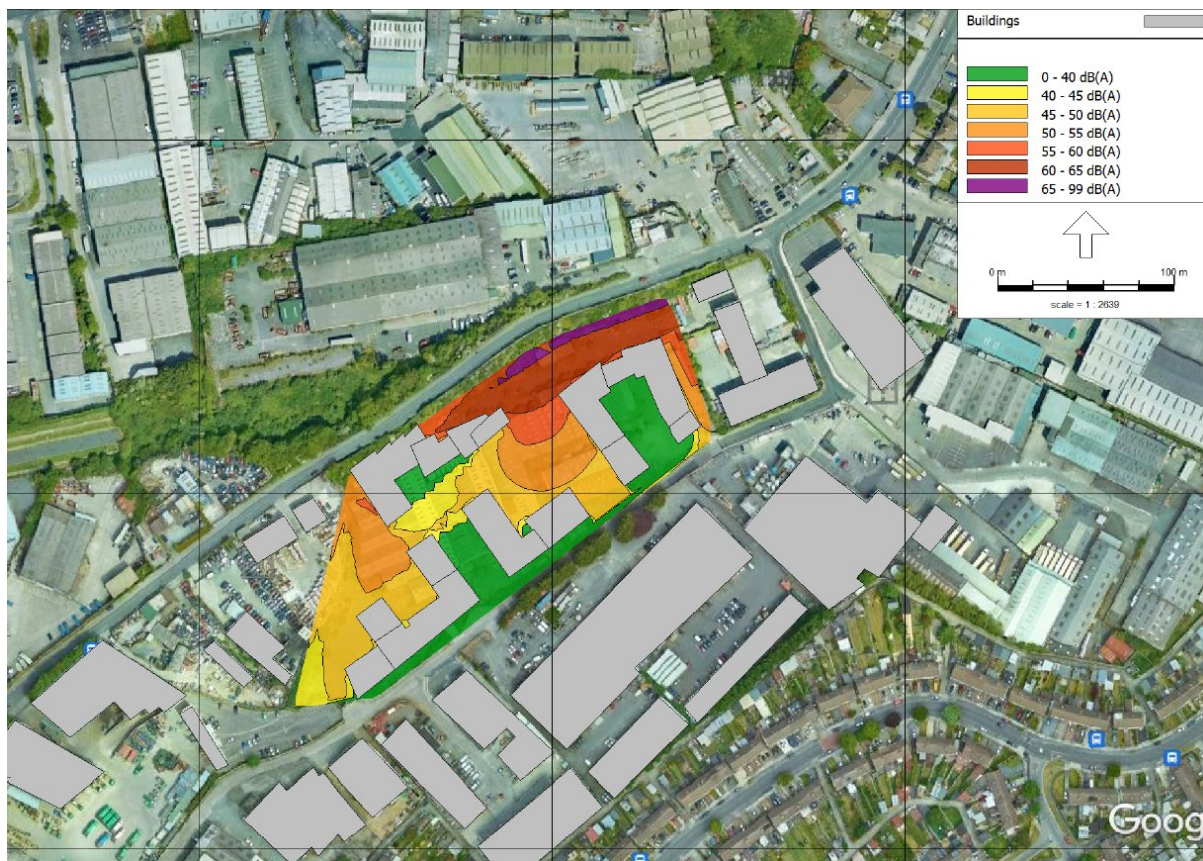 Buildings
0 - 40 dB(A)
40 - 45 dB(A)
45 - 50 dB(A)
50 - 55 dB(A)
55 - 60 dB(A)
60 - 65 dB(A)
65 - 99 dB(A)
0 m
100 m
scale = 1 : 2639
Goog